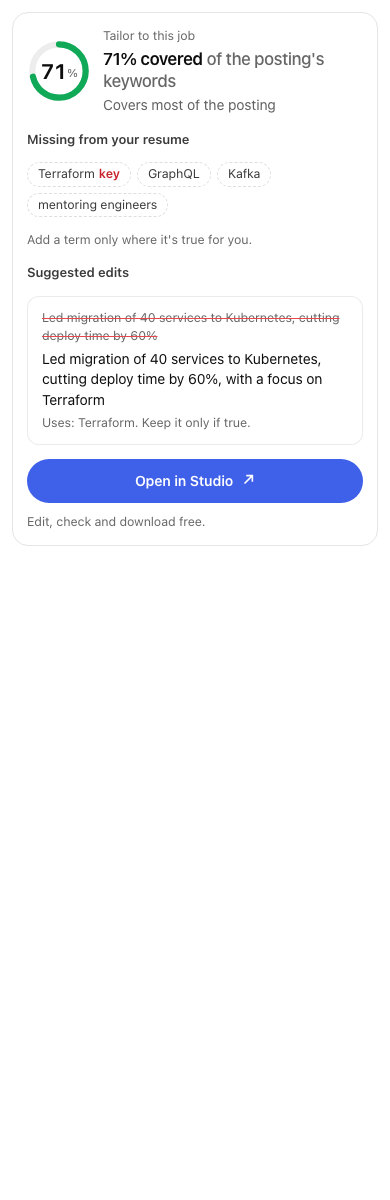 Tailor to this job
71%
71% covered of the posting's
keywords
Covers most of the posting
Missing from your resume
Terraform key
GraphQL
Kafka
mentoring engineers
Add a term only where it's true for you.
Suggested edits
Led migration of 40 services to Kubernetes, cutting
deploy time by 60%
Led migration of 40 services to Kubernetes,
cutting deploy time by 60%, with a focus on
Terraform
Uses: Terraform. Keep it only if true.
Open in Studio ↗
Edit, check and download free.